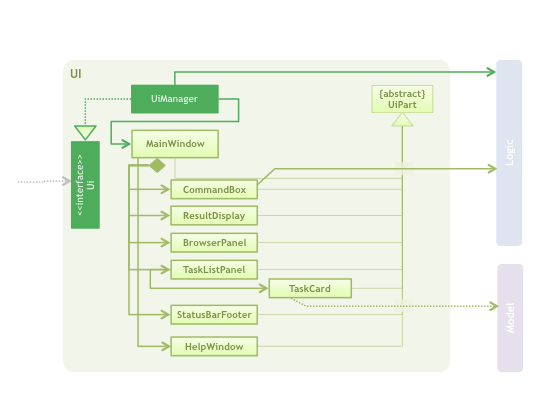 UI
UiManager
{abstract}
UiPart
MainWindow
<<interface>>
Ui
Logic
CommandBox
ResultDisplay
BrowserPanel
TaskListPanel
TaskCard
StatusBarFooter
Model
HelpWindow